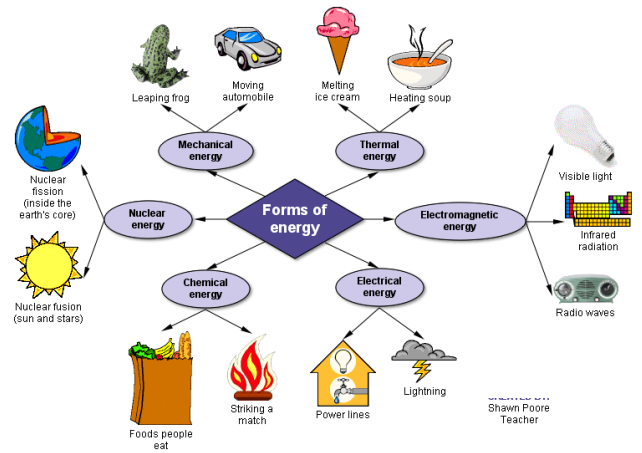 Leaping frog
Moving
automobile
Melting
ice cream
Heating soup
Mechanical
energy
Thermal
energy
Nuclear
fission
(inside
the earth's core)
Visible light
Nuclear
energy
Forms of
energy
Electromagnetic
energy
Infrared
radiation
Nuclear fusion
(sun and stars)
Chemical
energy
Electrical
energy
Radio waves
Foods people
eat
Striking a
match
Power lines
Lightning
Shawn Poore
Teacher